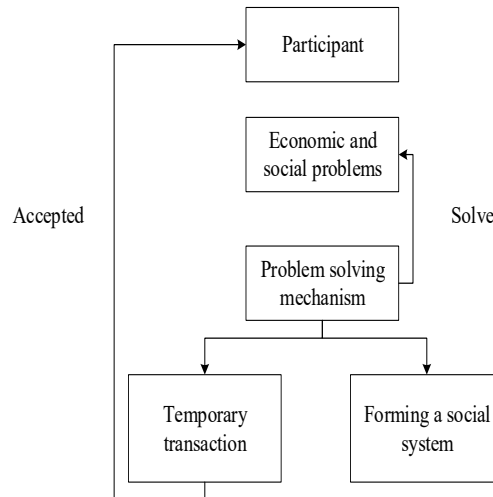 Participant
Economic and
social problems
Accepted
Solve
Problem solving
mechanism
Temporary
transaction
Forming a social
system